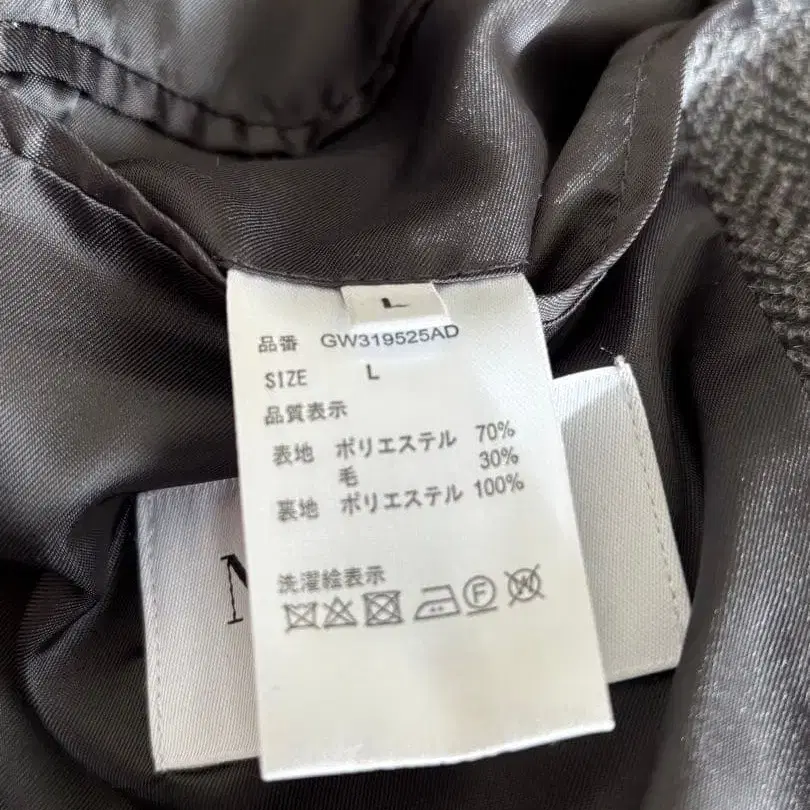 L
品番 GW319525AD
SIZE L
品質表示
表地 ポリエステル 70%
毛 30%
裏地 ポリエステル 100%
洗濯絵表示
F W